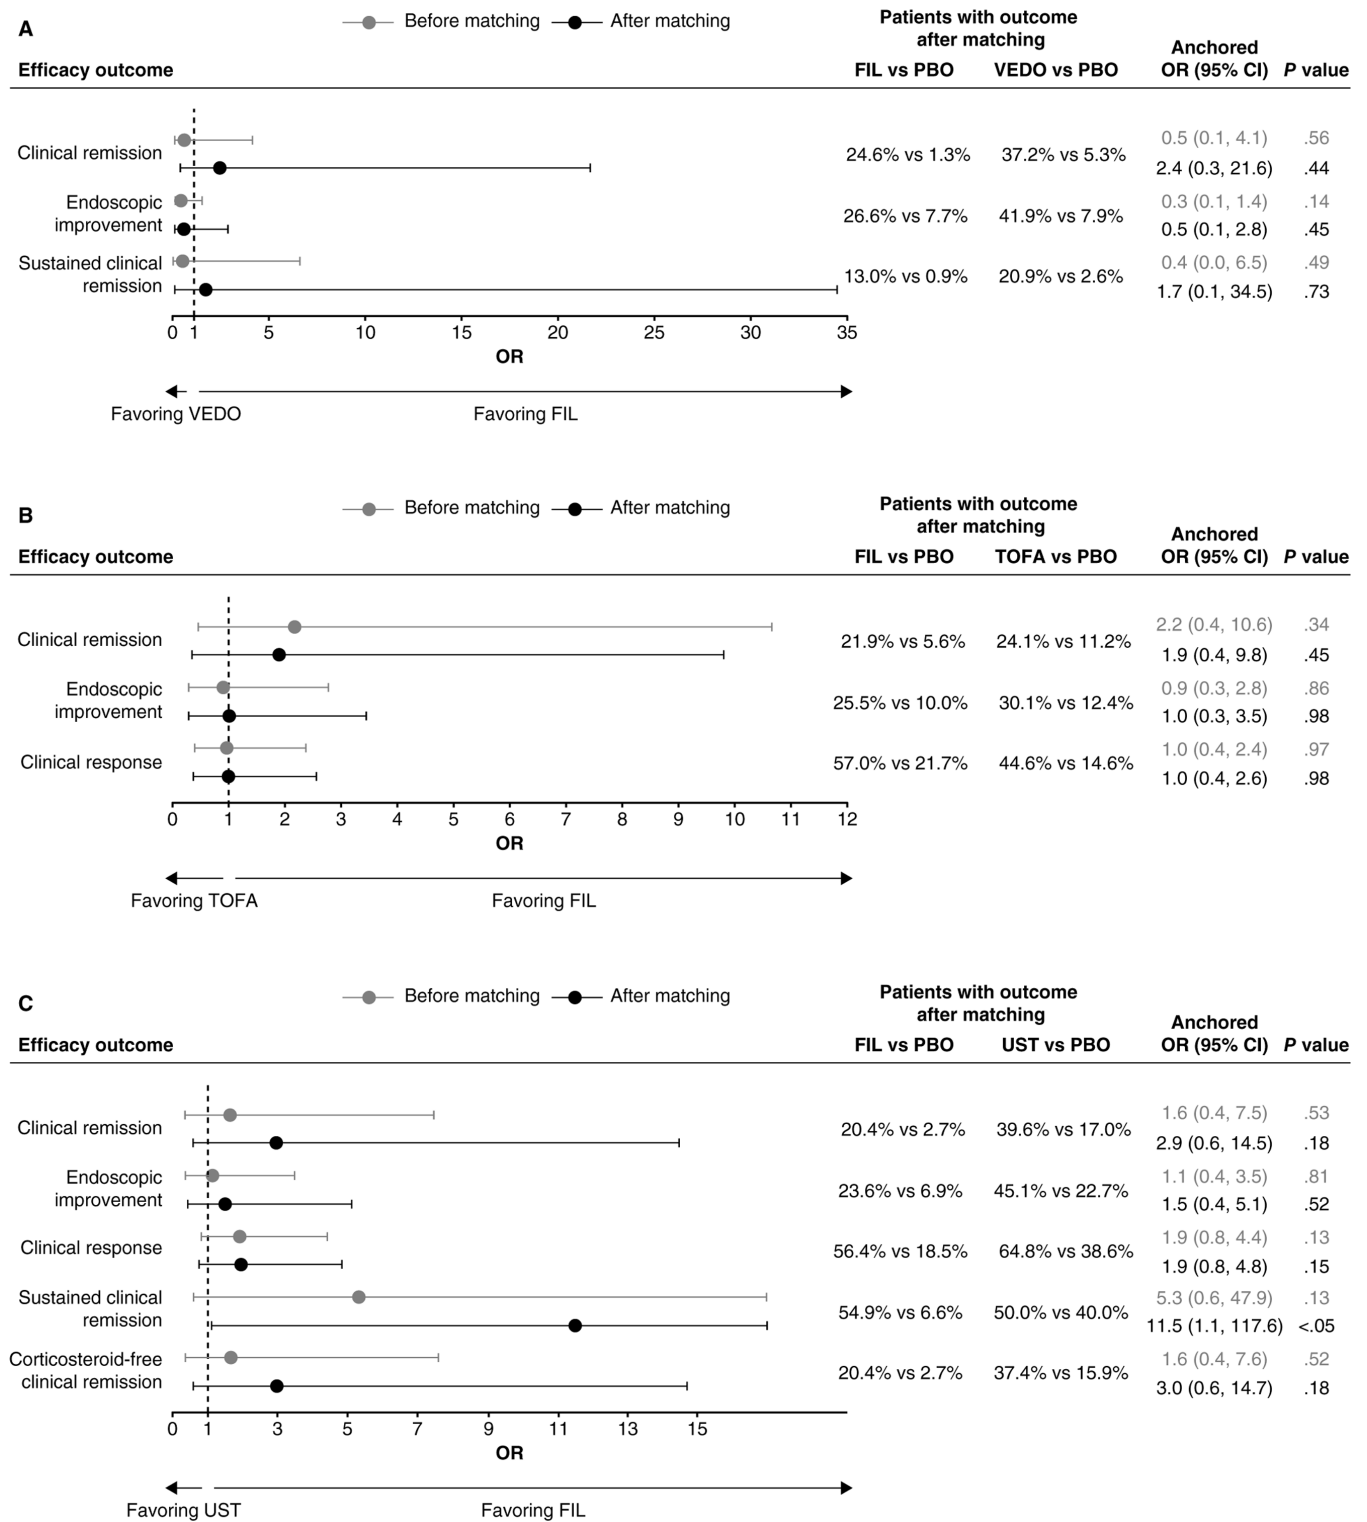 A
Before matching
After matching
Patients with outcome
after matching
Efficacy outcome
FIL vs PBO
VEDO vs PBO
Anchored
OR (95% CI)
P value
Clinical remission
24.6% vs 1.3%
37.2% vs 5.3%
0.5 (0.1, 4.1) .56
2.4 (0.3, 21.6) .44
Endoscopic
improvement
26.6% vs 7.7%
41.9% vs 7.9%
0.3 (0.1, 1.4) .14
0.5 (0.1, 2.8) .45
Sustained clinical
remission
13.0% vs 0.9%
20.9% vs 2.6%
0.4 (0.0, 6.5) .49
1.7 (0.1, 34.5) .73
0 1 5 10 15 20 25 30 35
OR
Favoring VEDO
Favoring FIL
B
Before matching
After matching
Patients with outcome
after matching
Efficacy outcome
FIL vs PBO
TOFA vs PBO
Anchored
OR (95% CI)
P value
Clinical remission
21.9% vs 5.6%
24.1% vs 11.2%
2.2 (0.4, 10.6) .34
1.9 (0.4, 9.8) .45
Endoscopic
improvement
25.5% vs 10.0%
30.1% vs 12.4%
0.9 (0.3, 2.8) .86
1.0 (0.3, 3.5) .98
Clinical response
57.0% vs 21.7%
44.6% vs 14.6%
1.0 (0.4, 2.4) .97
1.0 (0.4, 2.6) .98
0 1 2 3 4 5 6 7 8 9 10 11 12
OR
Favoring TOFA
Favoring FIL
C
Before matching
After matching
Patients with outcome
after matching
Efficacy outcome
FIL vs PBO
UST vs PBO
Anchored
OR (95% CI)
P value
Clinical remission
20.4% vs 2.7%
39.6% vs 17.0%
1.6 (0.4, 7.5) .53
2.9 (0.6, 14.5) .18
Endoscopic
improvement
23.6% vs 6.9%
45.1% vs 22.7%
1.1 (0.4, 3.5) .81
1.5 (0.4, 5.1) .52
Clinical response
56.4% vs 18.5%
64.8% vs 38.6%
1.9 (0.8, 4.4) .13
1.9 (0.8, 4.8) .15
Sustained clinical
remission
54.9% vs 6.6%
50.0% vs 40.0%
5.3 (0.6, 47.9) .13
11.5 (1.1, 117.6) <.05
Corticosteroid-free
clinical remission
20.4% vs 2.7%
37.4% vs 15.9%
1.6 (0.4, 7.6) .52
3.0 (0.6, 14.7) .18
0 1 3 5 7 9 11 13 15
OR
Favoring UST
Favoring FIL